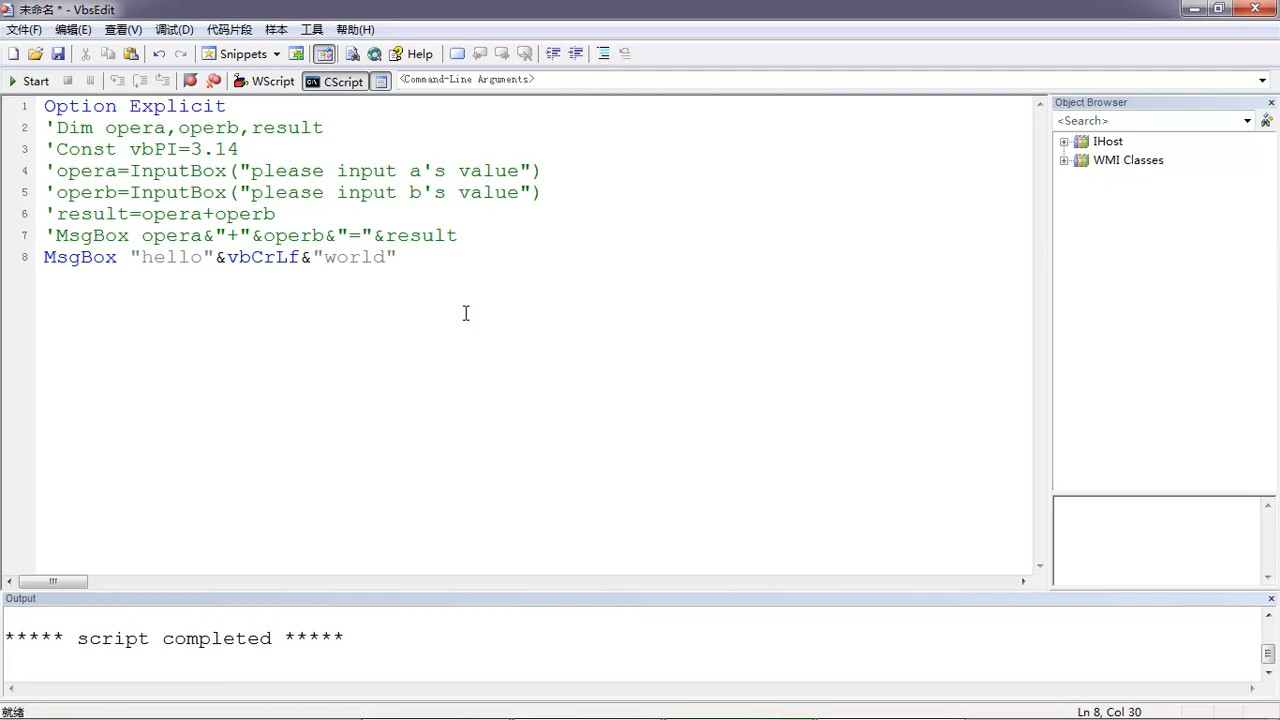 未命名 * - VbsEdit
文件(F) 编辑(E) 查看(V) 调试(D) 代码片段 样本 工具 帮助(H)
Snippets Help
Start WScript CScript <Command-Line Arguments>
1 Option Explicit
2 'Dim opera,operb,result
3 'Const vbPI=3.14
4 'opera=InputBox("please input a's value")
5 'operb=InputBox("please input b's value")
6 'result=opera+operb
7 'MsgBox opera&"+"&operb&"="&result
8 MsgBox "hello"&vbCrLf&"world"
Object Browser
<Search>
IHost
WMI Classes
Output
***** script completed *****
就绪 Ln 8, Col 30